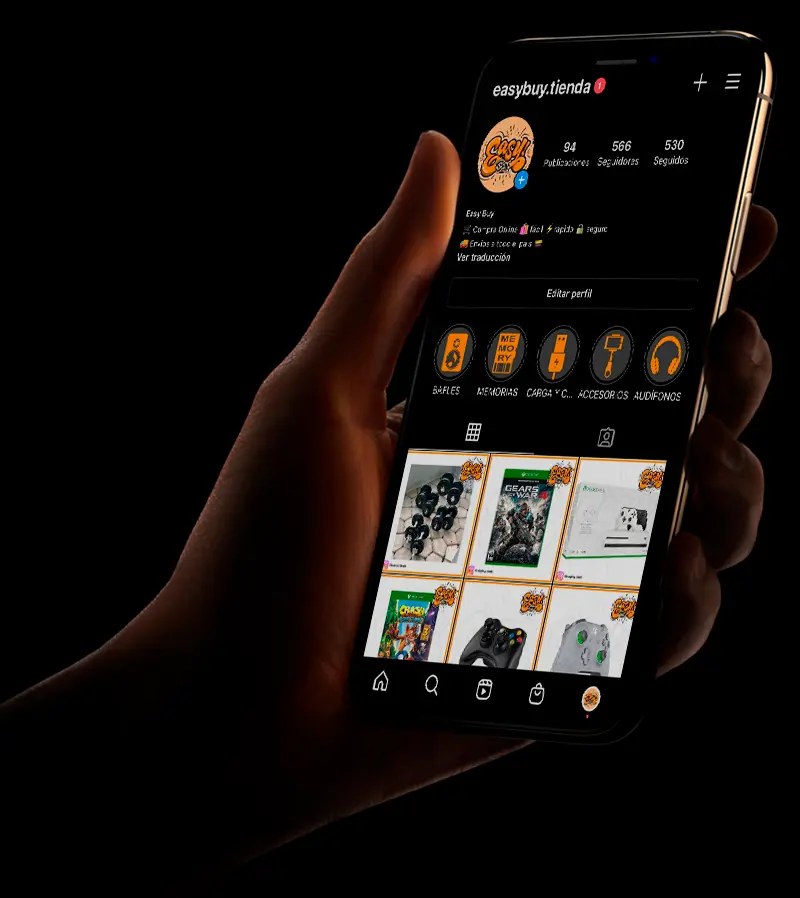 easybuy.tienda 1
Easy
94 566 530
Publicaciones Seguidores Seguidos
Easy Buy
Compra Online fácil rápido seguro
Envíos a todo el país
Ver traducción
Editar perfil
MEMORY
BAFLES MEMORIAS CARGA Y C... ACCESORIOS AUDÍFONOS
GEARS
OF WAR 4
CRASH